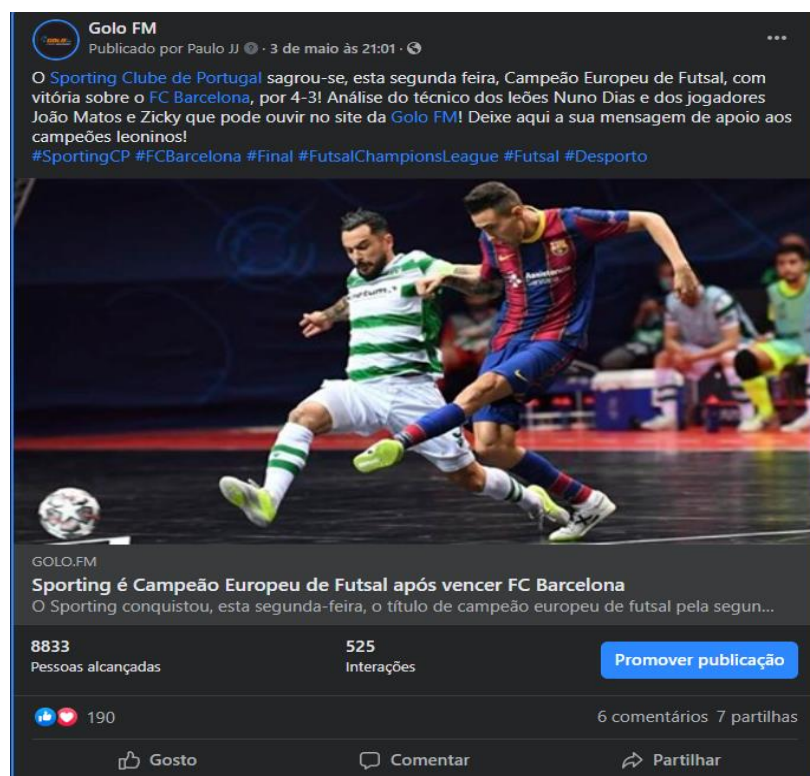 Golo FM
Publicado por Paulo JJ · 3 de maio às 21:01 ·
O Sporting Clube de Portugal sagrou-se, esta segunda feira, Campeão Europeu de Futsal, com
vitória sobre o FC Barcelona, por 4-3! Análise do técnico dos leões Nuno Dias e dos jogadores
João Matos e Zicky que pode ouvir no site da Golo FM! Deixe aqui a sua mensagem de apoio aos
campeões leoninos!
#SportingCP #FCBarcelona #Final #FutsalChampionsLeague #Futsal #Desporto
GOLO.FM
Sporting é Campeão Europeu de Futsal após vencer FC Barcelona
O Sporting conquistou, esta segunda-feira, o título de campeão europeu de futsal pela segun...
8833
Pessoas alcançadas
525
Interações
Promover publicação
190
6 comentários 7 partilhas
Gosto
Comentar
Partilhar